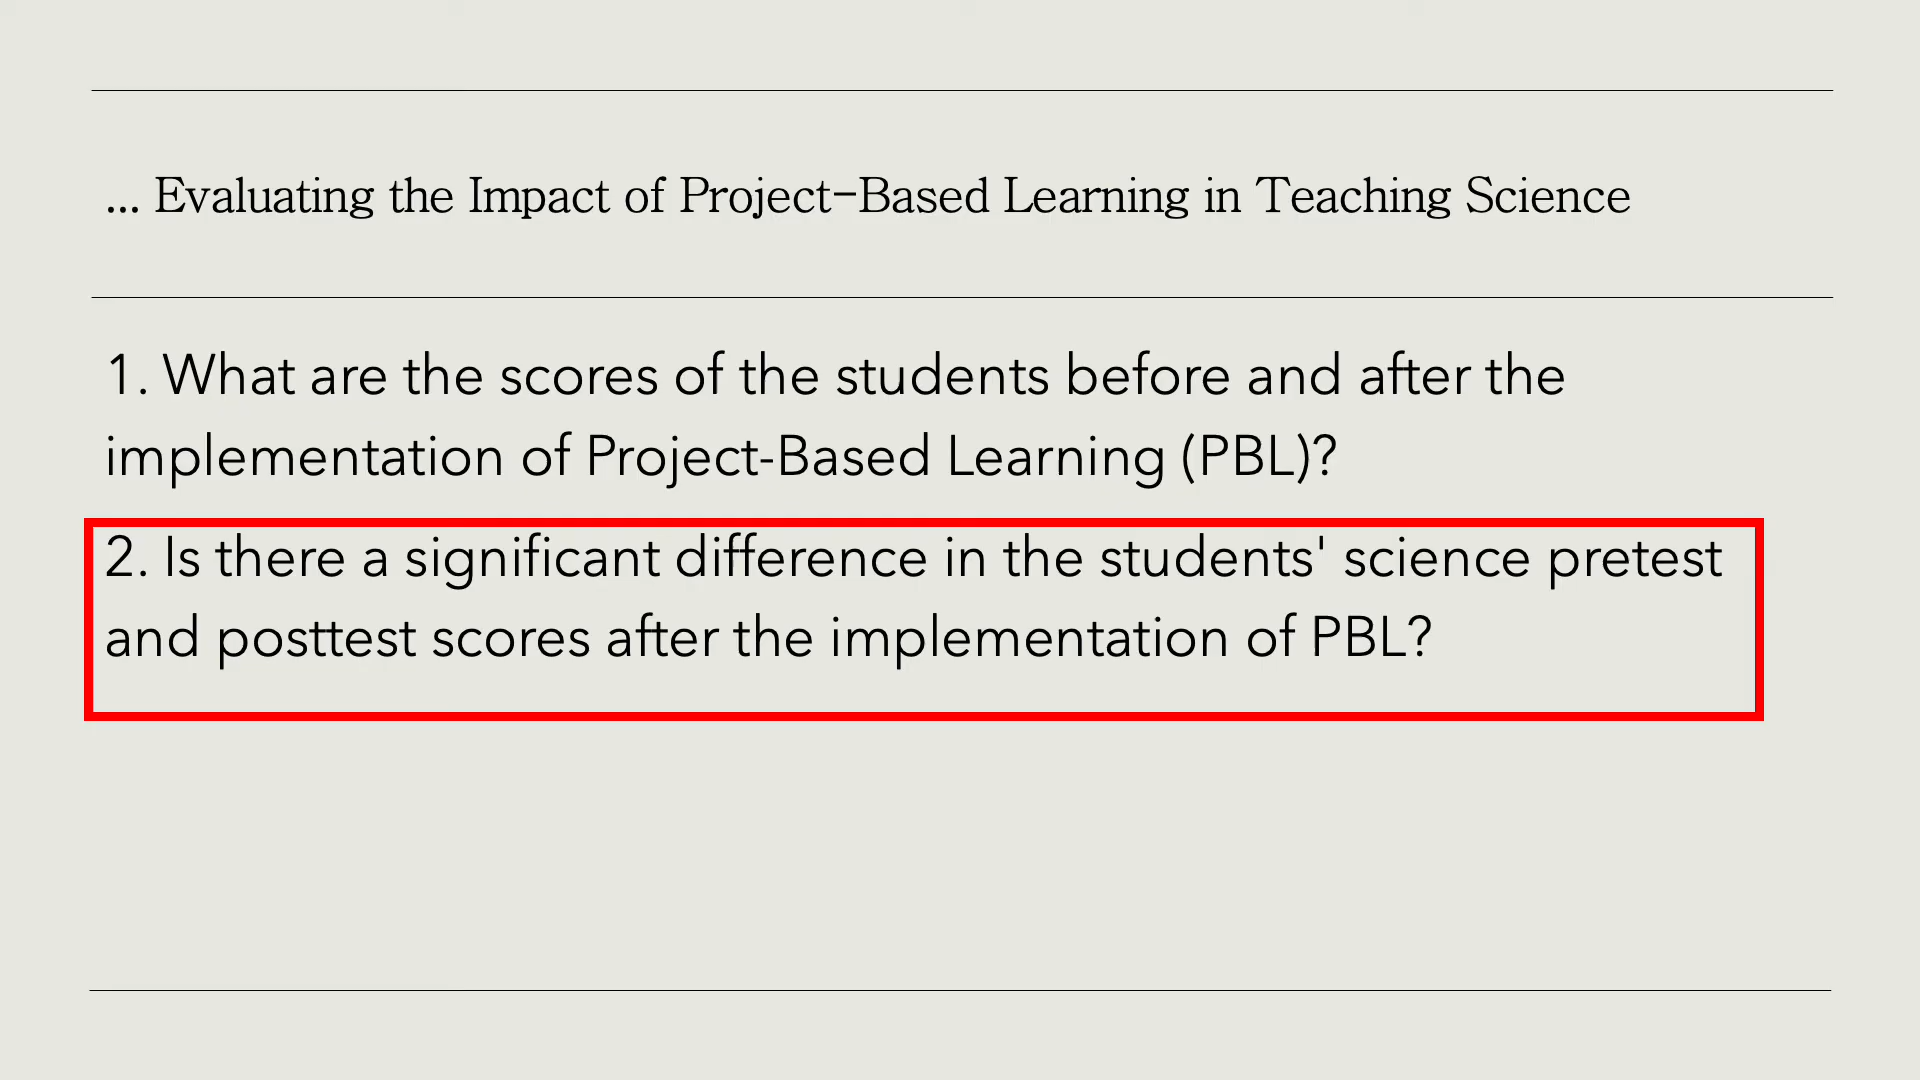 ... Evaluating the Impact of Project-Based Learning in Teaching Science
1. What are the scores of the students before and after the
implementation of Project-Based Learning (PBL)?
2. Is there a significant difference in the students' science pretest
and posttest scores after the implementation of PBL?